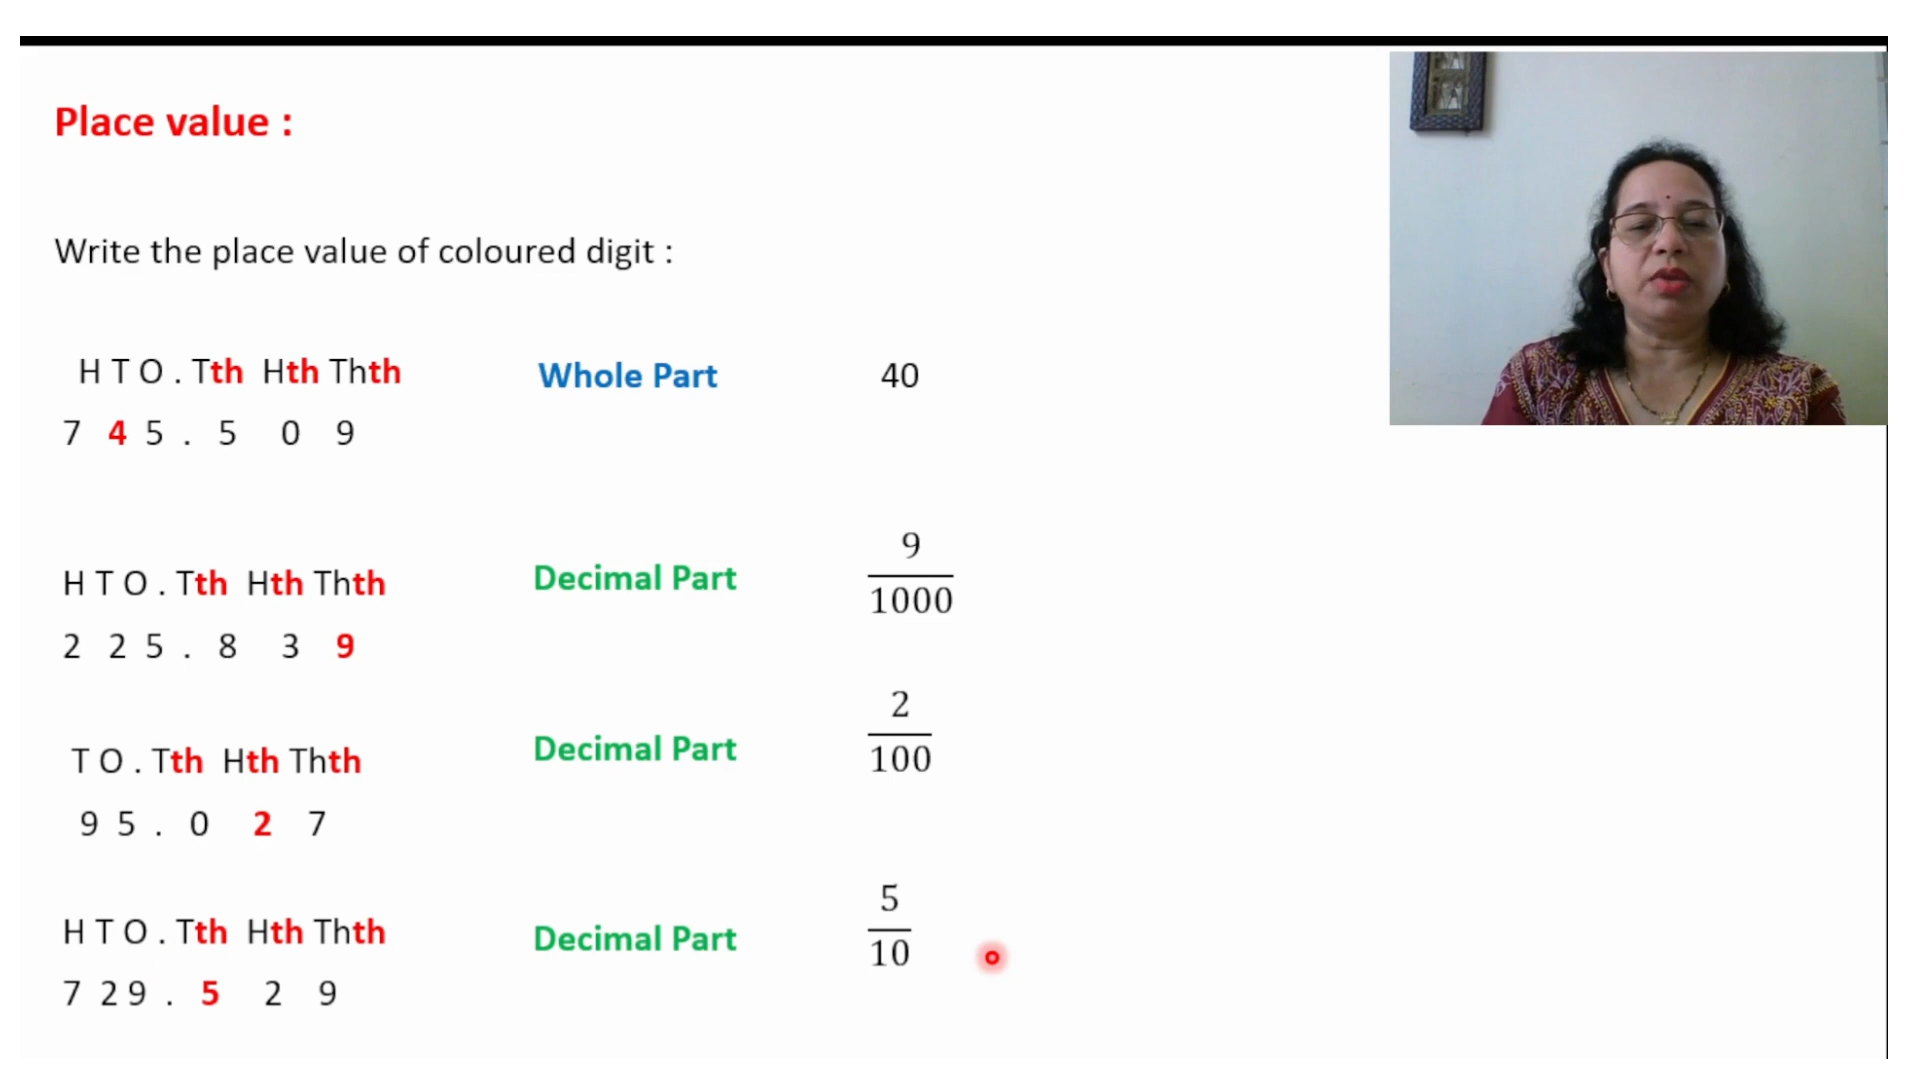 Place value :
Write the place value of coloured digit :
H T O . Tth Hth Thth Whole Part 40
7 4 5 . 5 0 9
H T O . Tth Hth Thth Decimal Part 9/1000
2 2 5 . 8 3 9
T O . Tth Hth Thth Decimal Part 2/100
9 5 . 0 2 7
H T O . Tth Hth Thth Decimal Part 5/10
7 2 9 . 5 2 9